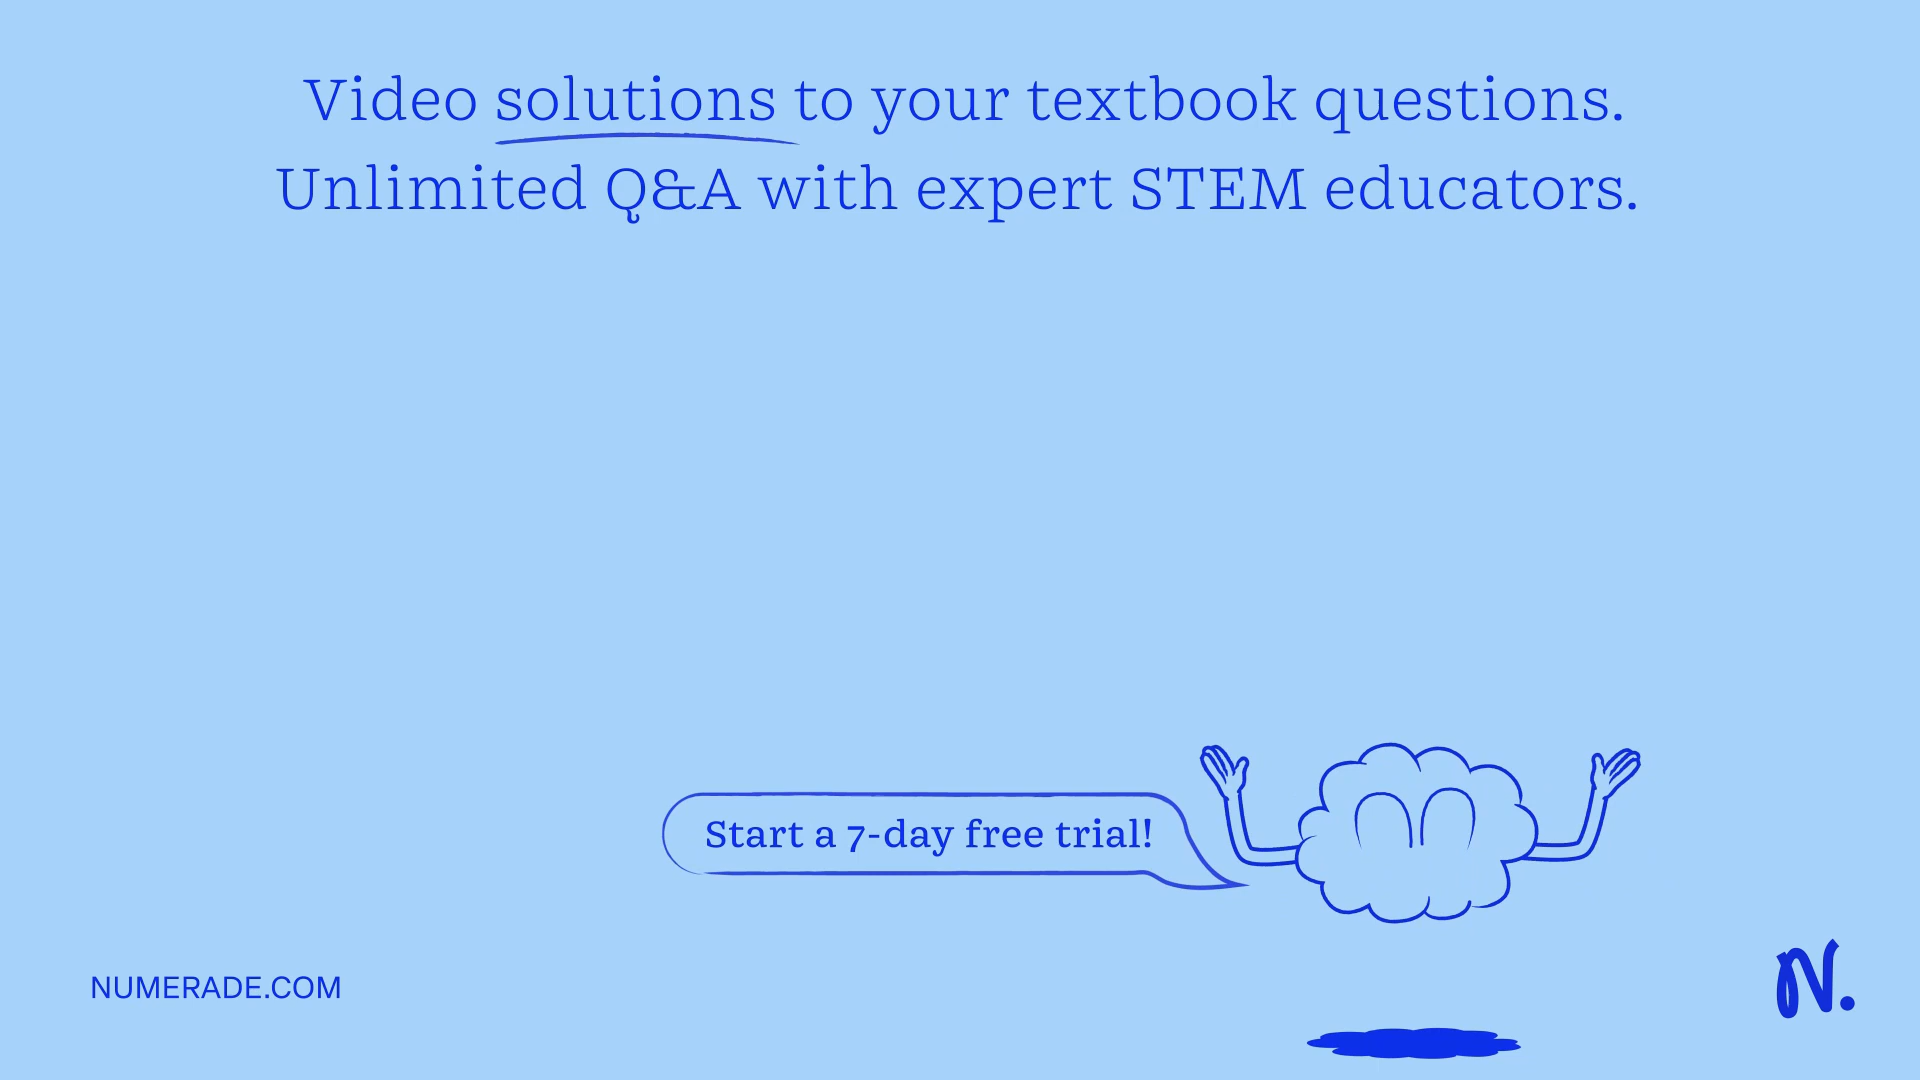 Video solutions to your textbook questions.
Unlimited Q&A with expert STEM educators.
Start a 7-day free trial!
NUMERADE.COM
N.